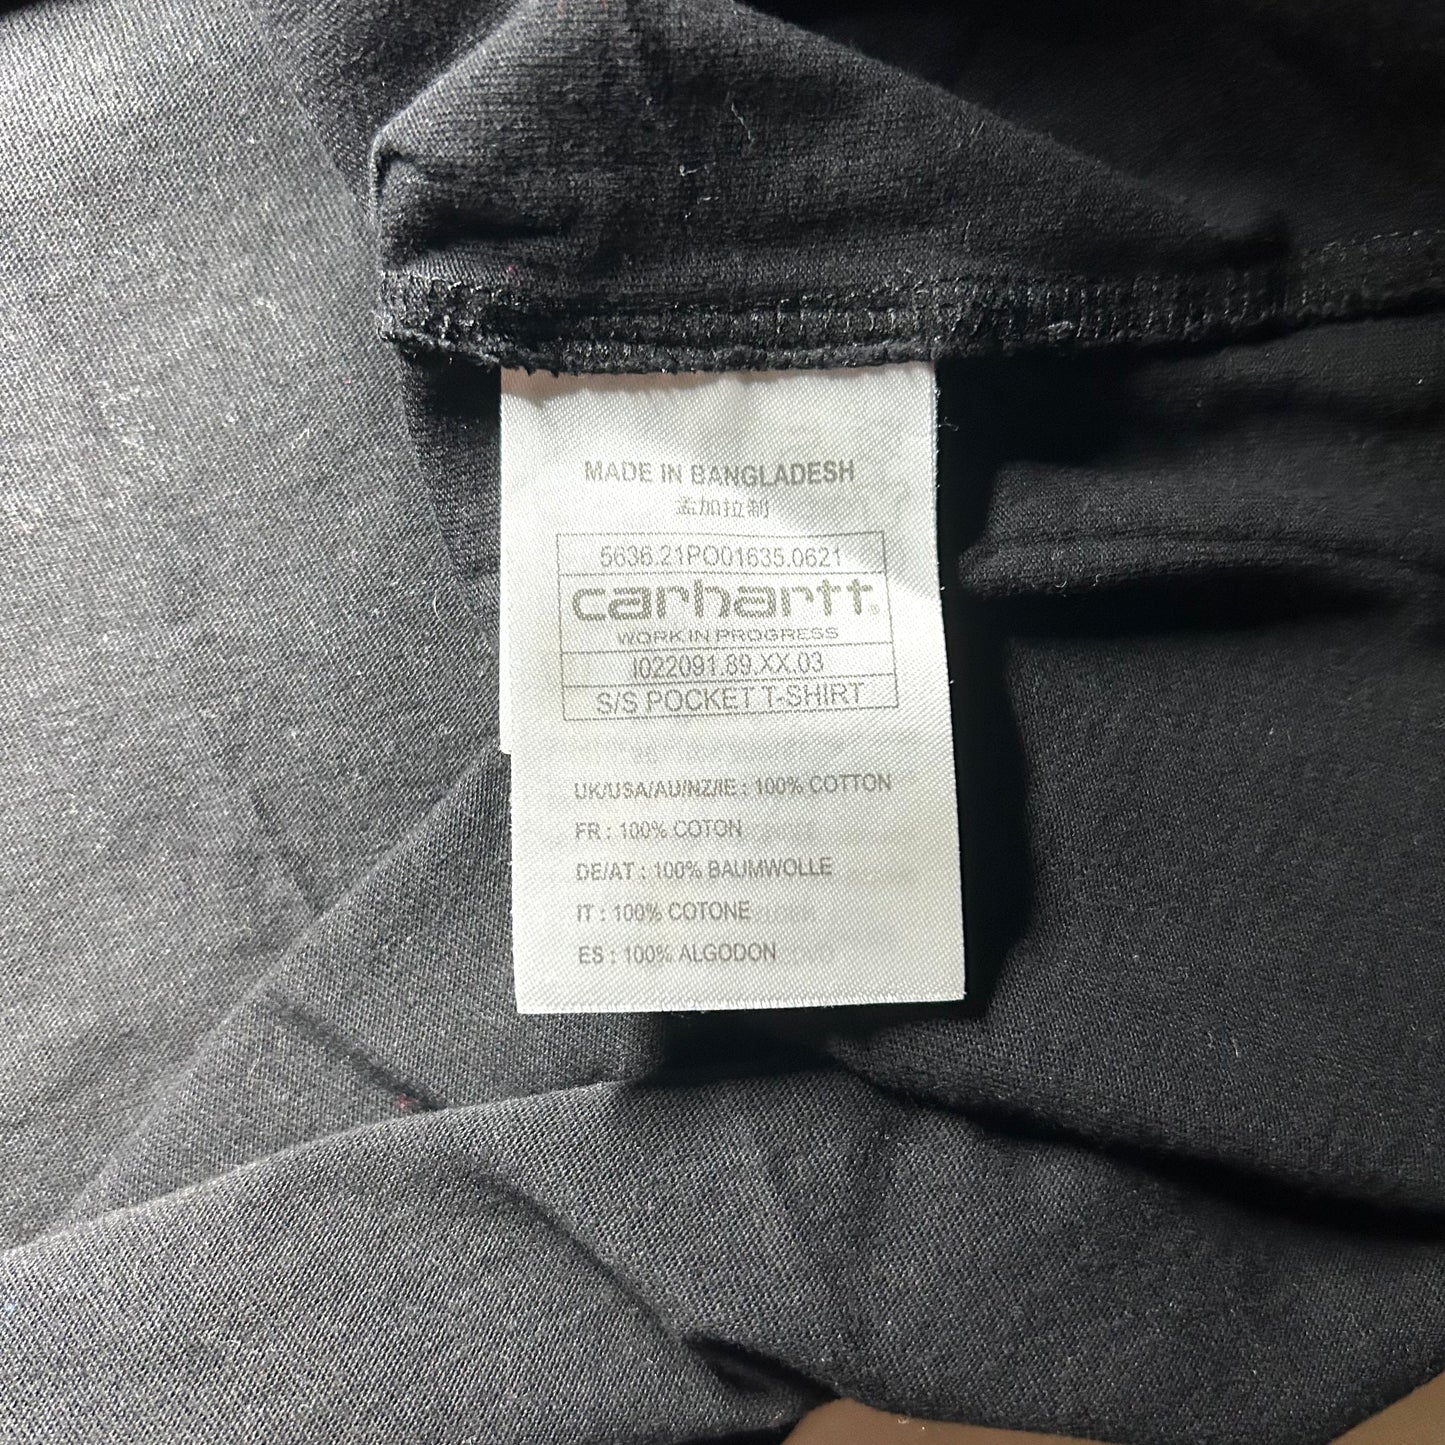 MADE IN BANGLADESH
孟加拉制
5636.21PO01635.0621
carhartt.
WORK IN PROGRESS
I022091.89.XX.03
S/S POCKET T-SHIRT
UK/USA/AU/NZ/IE : 100% COTTON
FR : 100% COTON
DE/AT : 100% BAUMWOLLE
IT : 100% COTONE
ES : 100% ALGODON